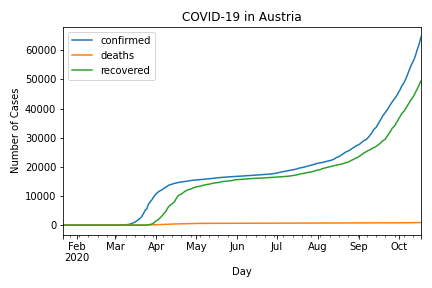 COVID-19 in Austria
confirmed
deaths
recovered
Number of Cases
60000
50000
40000
30000
20000
10000
0
Feb Mar Apr May Jun Jul Aug Sep Oct
2020
Day